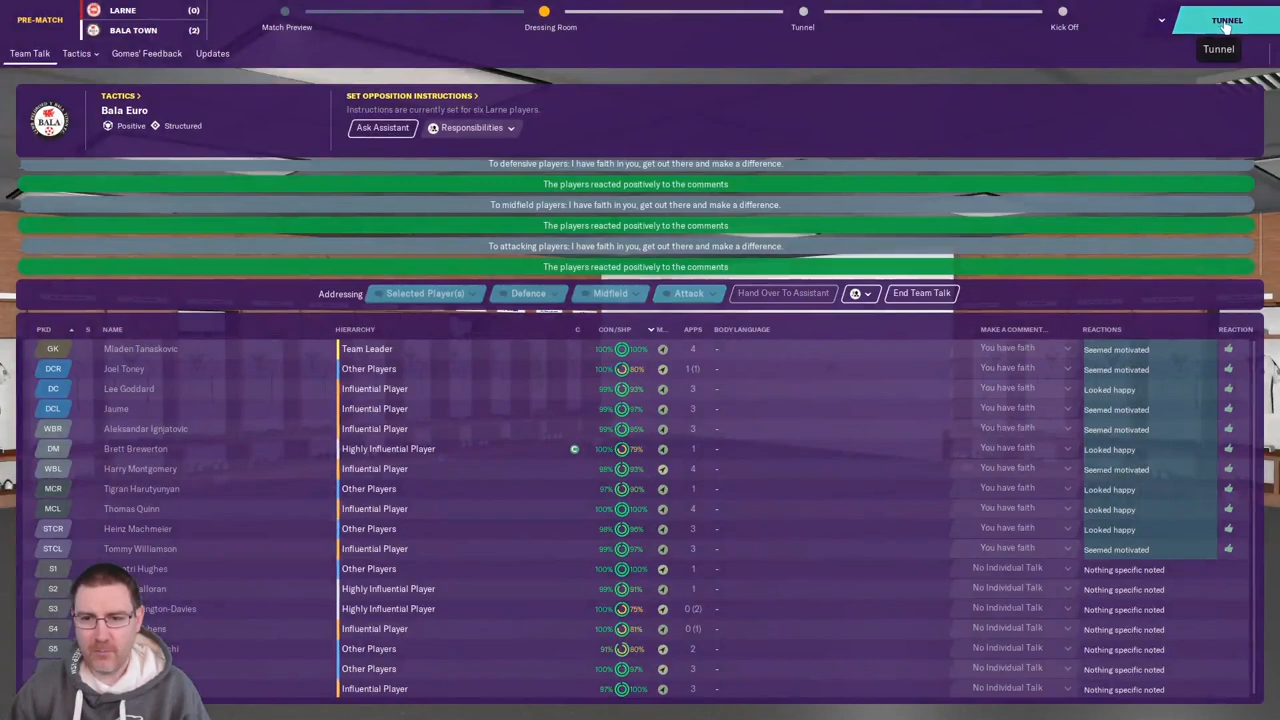 PRE-MATCH
LARNE (0)
BALA TOWN (2)
Match Preview
Dressing Room
Tunnel
Kick Off
TUNNEL
Tunnel
Team Talk Tactics Games' Feedback Updates
TACTICS >
Bala Euro
Positive Structured
SET OPPOSITION INSTRUCTIONS >
Instructions are currently set for six Larne players.
Ask Assistant Responsibilities
BALA
To defensive players: I have faith in you, get out there and make a difference.
The players reacted positively to the comments
To midfield players: I have faith in you, get out there and make a difference.
The players reacted positively to the comments
To attacking players: I have faith in you, get out there and make a difference.
The players reacted positively to the comments
Addressing Selected Player(s) Defence Midfield Attack Hand Over To Assistant End Team Talk
PKD S NAME HIERARCHY C CON/SHP M... APPS BODY LANGUAGE MAKE A COMMENT... REACTIONS REACTION
GK Mladen Tanaskovic Team Leader 100% 100% 4 - You have faith Seemed motivated
DCR Joel Toney Other Players 100% 80% 1 (1) - You have faith Seemed motivated
DC Lee Goddard Influential Player 99% 93% 3 - You have faith Looked happy
DCL Jaume Influential Player 99% 97% 3 - You have faith Seemed motivated
WBR Aleksandar Ignjatovic Influential Player 99% 95% 3 - You have faith Seemed motivated
DM Brett Brewerton Highly Influential Player C 100% 79% 1 - You have faith Looked happy
WBL Harry Montgomery Influential Player 98% 93% 4 - You have faith Seemed motivated
MCR Tigran Harutyunyan Other Players 97% 90% 1 - You have faith Looked happy
MCL Thomas Quinn Influential Player 100% 100% 4 - You have faith Looked happy
STCR Heinz Machmeier Other Players 98% 96% 3 - You have faith Looked happy
STCL Tommy Williamson Influential Player 99% 97% 3 - You have faith Seemed motivated
S1 Hughes Other Players 100% 100% 1 - No Individual Talk Nothing specific noted
S2 Highly Influential Player 99% 91% 1 - No Individual Talk Nothing specific noted
S3 Highly Influential Player 100% 75% 0 (2) - No Individual Talk Nothing specific noted
S4 Influential Player 100% 81% 0 (1) - No Individual Talk Nothing specific noted
S5 Other Players 91% 80% 2 - No Individual Talk Nothing specific noted
Other Players 100% 97% 3 - No Individual Talk Nothing specific noted
Influential Player 97% 100% 3 - No Individual Talk Nothing specific noted